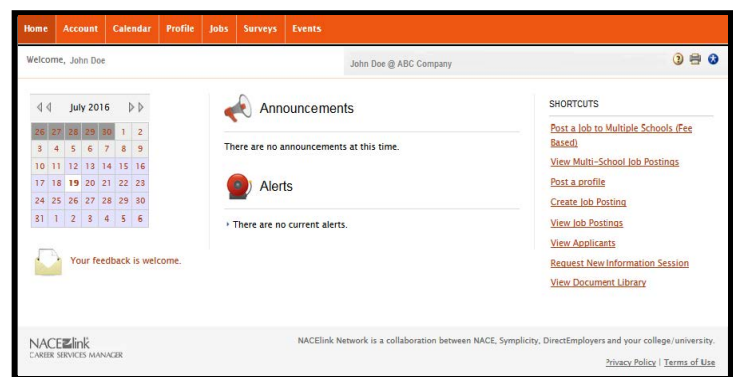 Home Account Calendar Profile Jobs Surveys Events
Welcome, John Doe
John Doe @ ABC Company
July 2016
26 27 28 29 30 1 2
3 4 5 6 7 8 9
10 11 12 13 14 15 16
17 18 19 20 21 22 23
24 25 26 27 28 29 30
31 1 2 3 4 5 6
Your feedback is welcome.
Announcements
There are no announcements at this time.
Alerts
There are no current alerts.
SHORTCUTS
Post a Job to Multiple Schools (Fee
Based)
View Multi-School Job Postings
Post a profile
Create Job Posting
View Job Postings
View Applicants
Request New Information Session
View Document Library
NACElink
CAREER SERVICES MANAGER
NACElink Network is a collaboration between NACE, Symplicity, DirectEmployers and your college/university.
Privacy Policy | Terms of Use